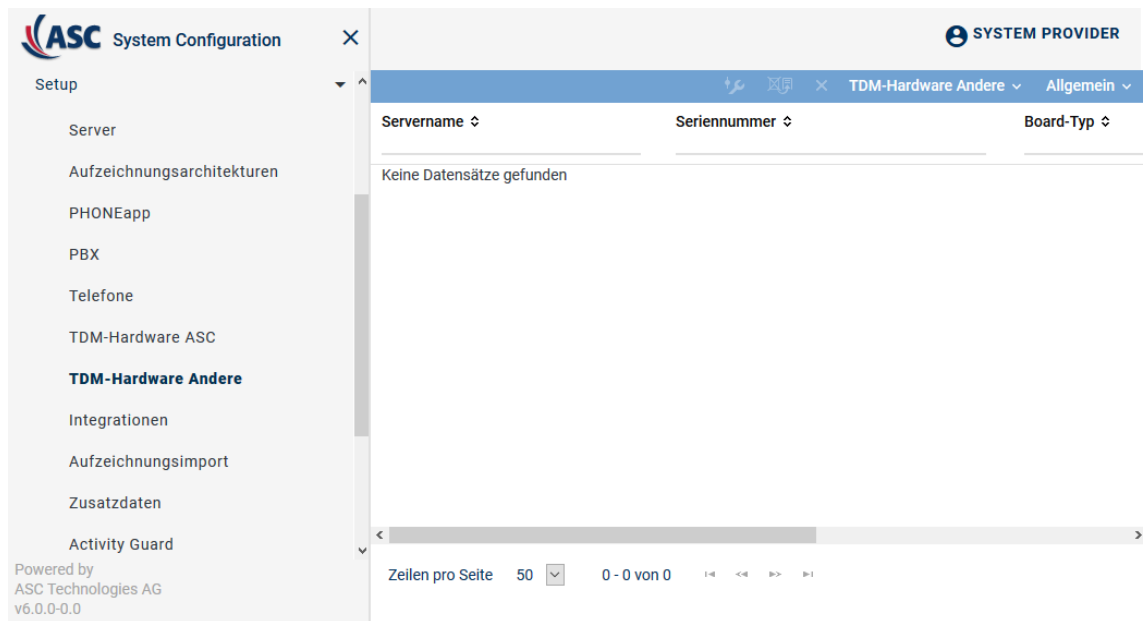 ASC System Configuration
SYSTEM PROVIDER
Setup
Server
Aufzeichnungsarchitekturen
PHONEapp
PBX
Telefone
TDM-Hardware ASC
TDM-Hardware Andere
Integrationen
Aufzeichnungsimport
Zusatzdaten
Activity Guard
Powered by
ASC Technologies AG
v6.0.0-0.0
TDM-Hardware Andere Allgemein
Servername Seriennummer Board-Typ
Keine Datensätze gefunden
Zeilen pro Seite 50 0 - 0 von 0